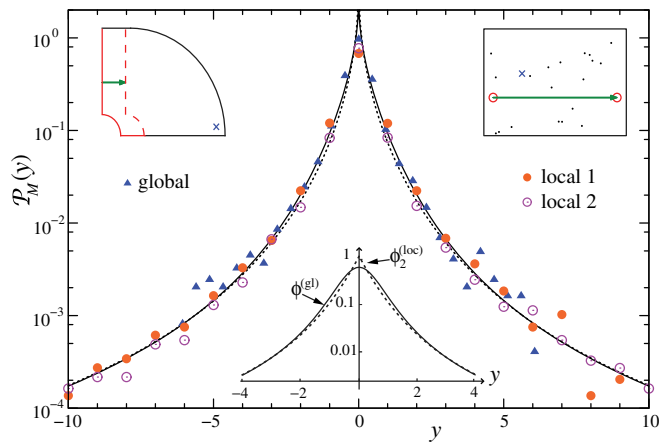 10^0
10^-1
10^-2
10^-3
10^-4
𝒫_M(y)
global
local 1
local 2
1
0.1
0.01
ϕ^(gl)
ϕ_2^(loc)
−4 −2 0 2 4 y
−10 −5 0 5 10
y